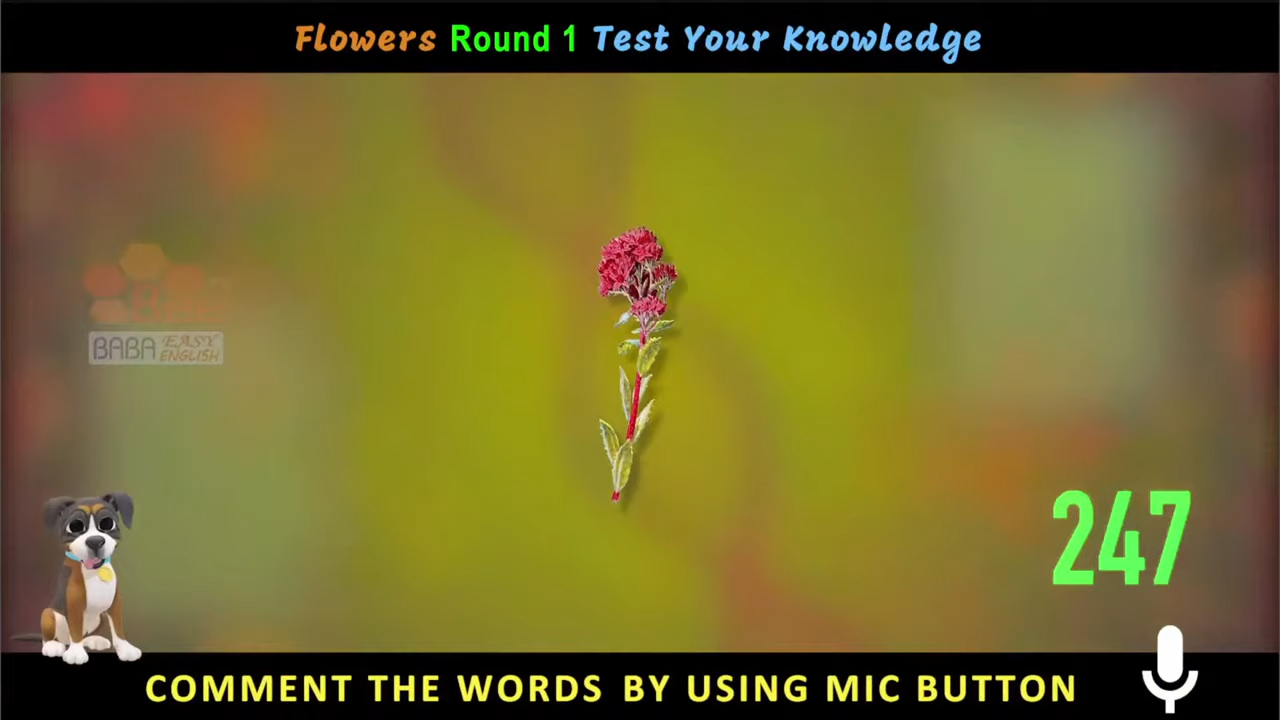 Flowers Round 1 Test Your Knowledge
BABA EASY ENGLISH
247
COMMENT THE WORDS BY USING MIC BUTTON